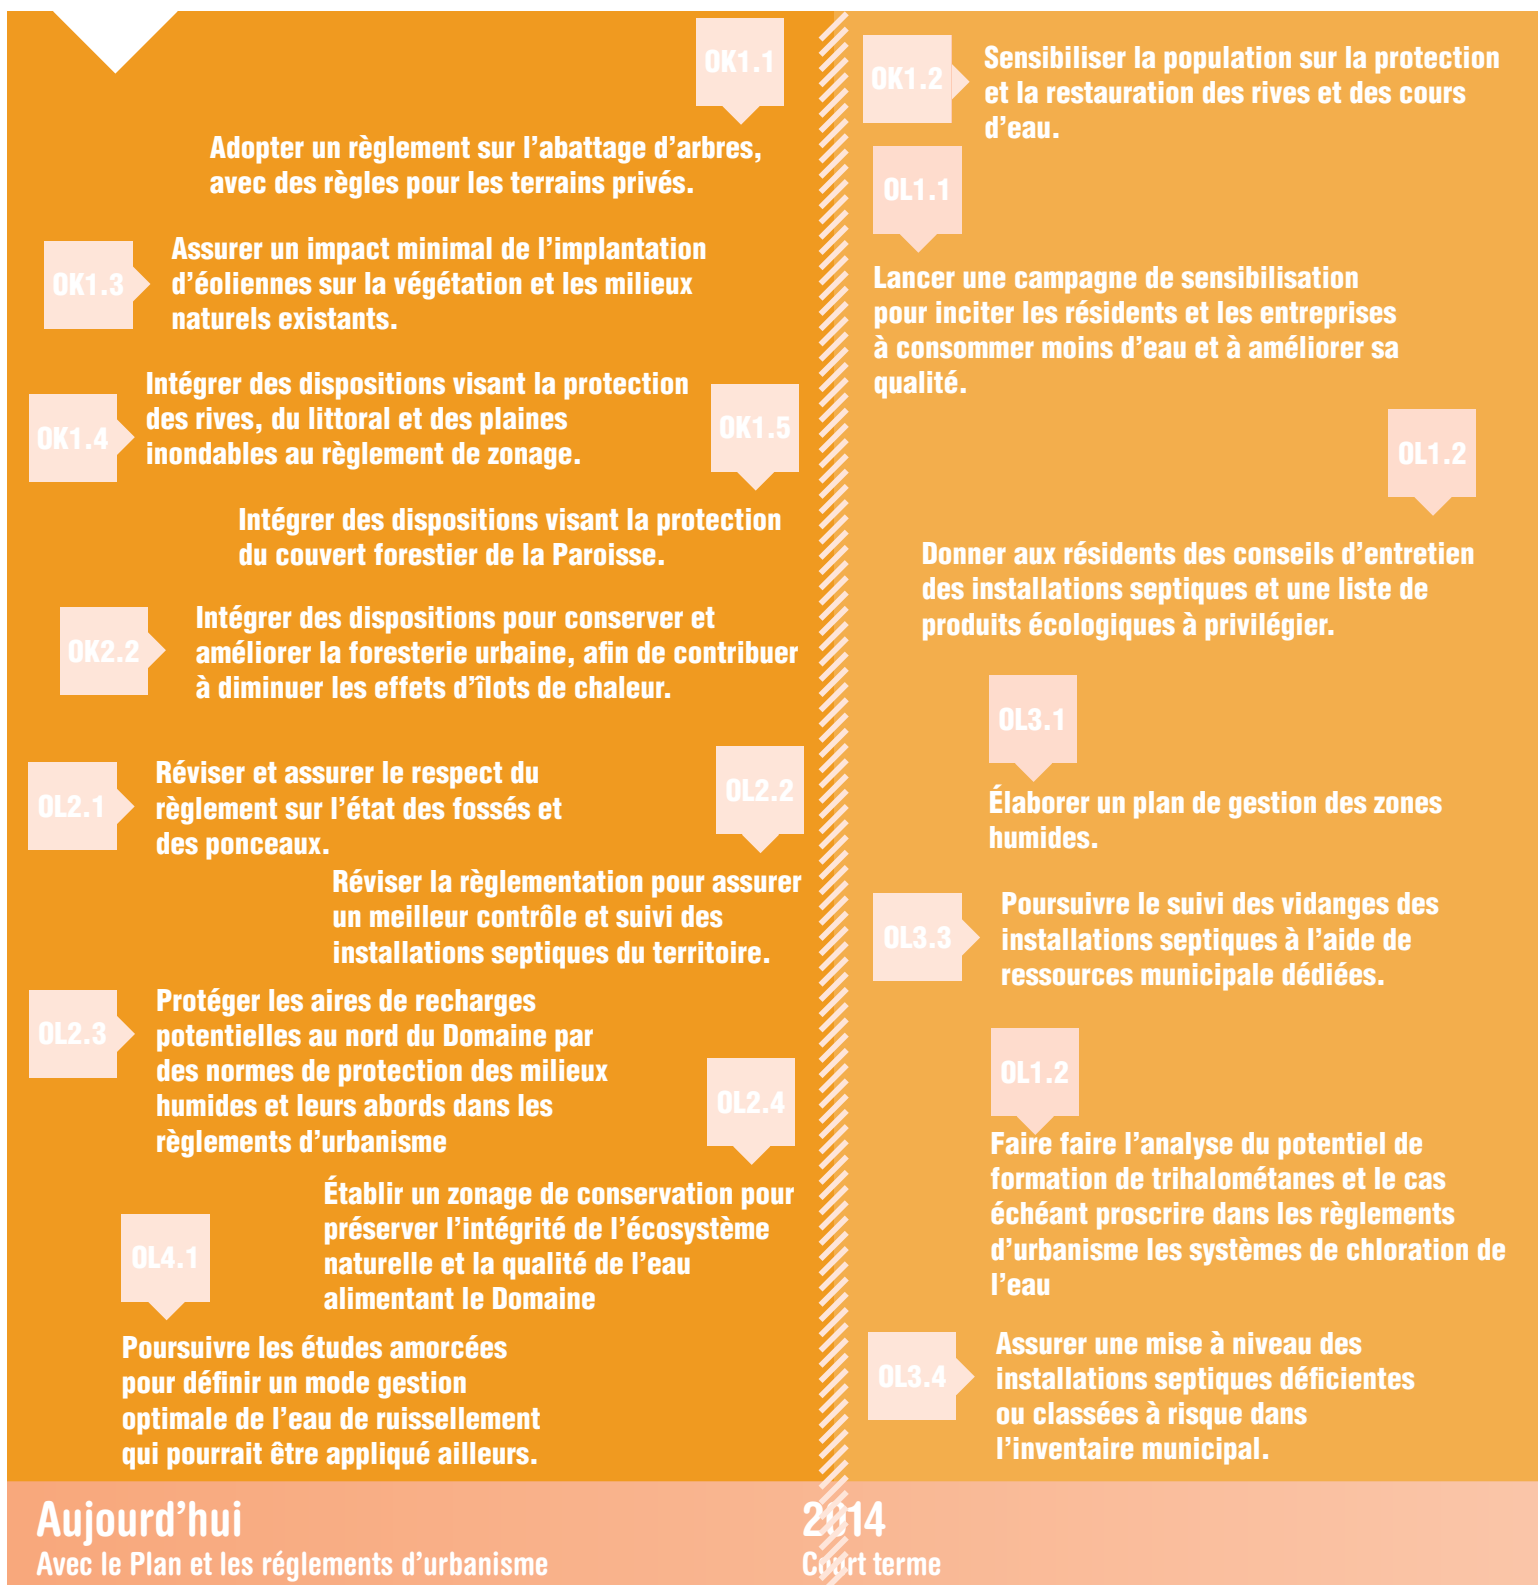 OK1.1
Adopter un règlement sur l’abattage d’arbres,
avec des règles pour les terrains privés.
OK1.3
Assurer un impact minimal de l’implantation
d’éoliennes sur la végétation et les milieux
naturels existants.
OK1.4
Intégrer des dispositions visant la protection
des rives, du littoral et des plaines
inondables au règlement de zonage.
OK1.5
Intégrer des dispositions visant la protection
du couvert forestier de la Paroisse.
OK2.2
Intégrer des dispositions pour conserver et
améliorer la foresterie urbaine, afin de contribuer
à diminuer les effets d’îlots de chaleur.
OL2.1
Réviser et assurer le respect du
règlement sur l’état des fossés et
des ponceaux.
OL2.2
Réviser la règlementation pour assurer
un meilleur contrôle et suivi des
installations septiques du territoire.
OL2.3
Protéger les aires de recharges
potentielles au nord du Domaine par
des normes de protection des milieux
humides et leurs abords dans les
règlements d’urbanisme
OL2.4
Établir un zonage de conservation pour
préserver l’intégrité de l’écosystème
naturelle et la qualité de l’eau
alimentant le Domaine
OL4.1
Poursuivre les études amorcées
pour définir un mode gestion
optimale de l’eau de ruissellement
qui pourrait être appliqué ailleurs.
OK1.2
Sensibiliser la population sur la protection
et la restauration des rives et des cours
d’eau.
OL1.1
Lancer une campagne de sensibilisation
pour inciter les résidents et les entreprises
à consommer moins d’eau et à améliorer sa
qualité.
OL1.2
Donner aux résidents des conseils d’entretien
des installations septiques et une liste de
produits écologiques à privilégier.
OL3.1
Élaborer un plan de gestion des zones
humides.
OL3.3
Poursuivre le suivi des vidanges des
installations septiques à l’aide de
ressources municipale dédiées.
OL1.2
Faire faire l’analyse du potentiel de
formation de trihalométanes et le cas
échéant proscrire dans les règlements
d’urbanisme les systèmes de chloration de
l’eau
OL3.4
Assurer une mise à niveau des
installations septiques déficientes
ou classées à risque dans
l’inventaire municipal.
Aujourd’hui
Avec le Plan et les réglements d’urbanisme
2014
Court terme